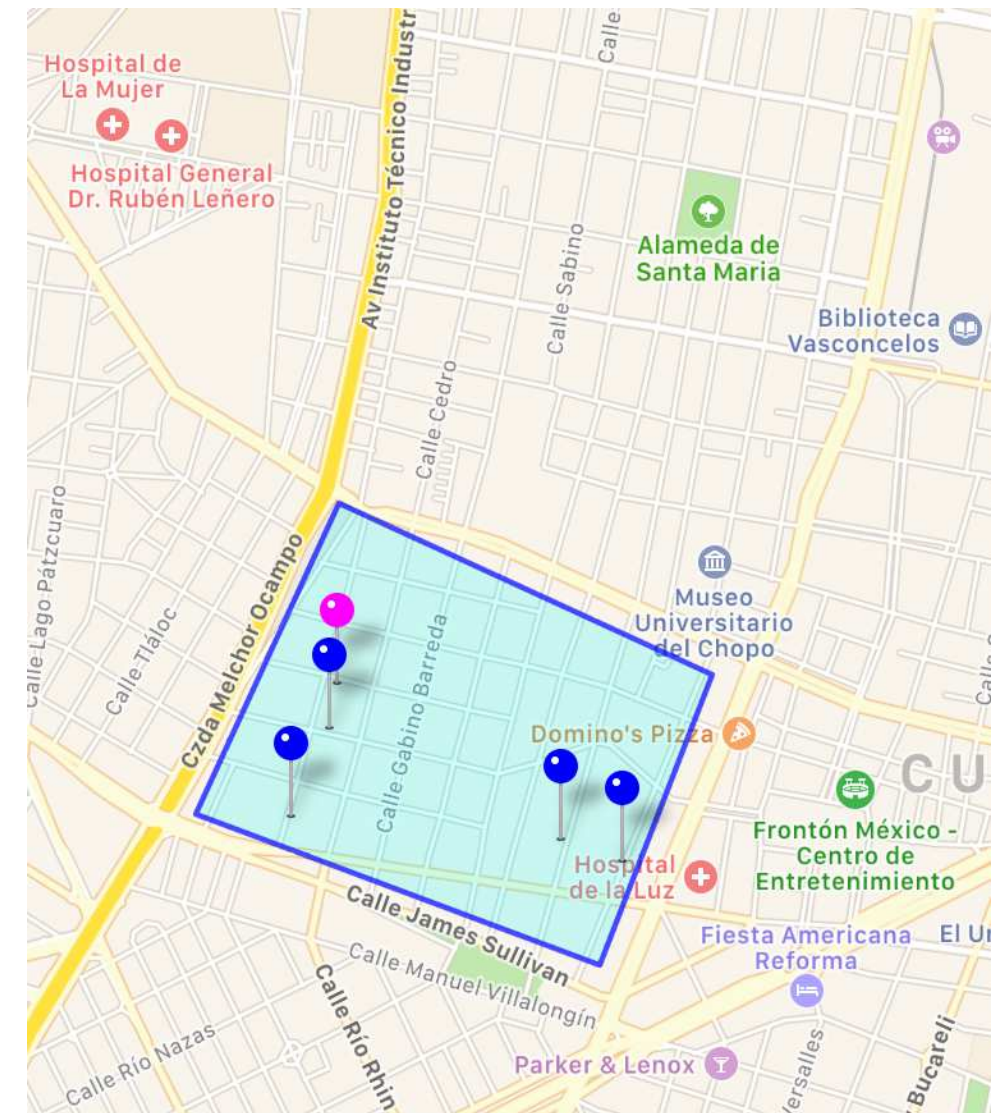 Hospital de
La Mujer
Hospital General
Dr. Rubén Leñero
Av Instituto Técnico Industr
Calle
Calle Sabino
Alameda de
Santa Maria
Biblioteca
Vasconcelos
Calle Cedro
Calle Lago Pátzcuaro
Calle Tláloc
Czda Melchor Ocampo
Calle Gabino Barreda
Museo
Universitario
del Chopo
Calle
Domino's Pizza
CU
Frontón México -
Centro de
Entretenimiento
Hospital
de la Luz
Calle James Sullivan
Calle Manuel Villalongín
Fiesta Americana
Reforma
El Un
Calle Río Nazas
Calle Río Rhin
Parker & Lenox
Versalles
Bucareli